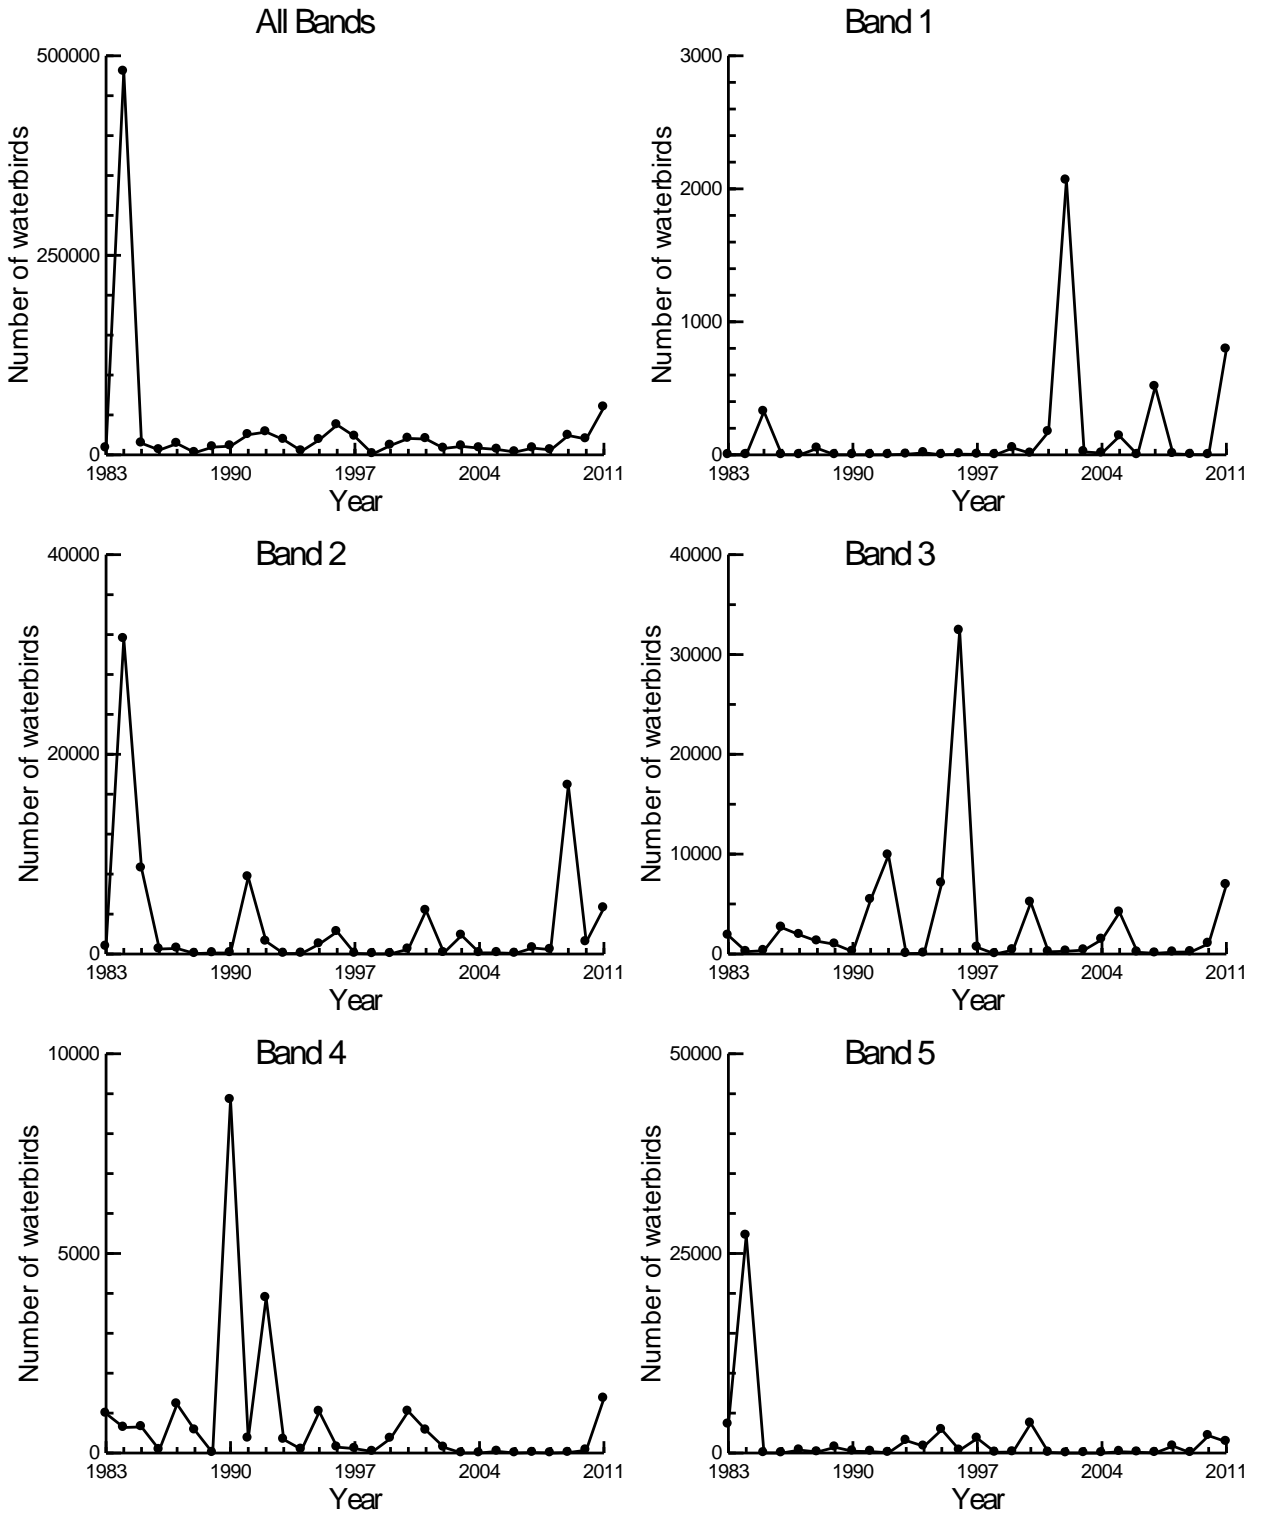 All Bands
Number of waterbirds
500000
250000
0
1983 1990 1997 2004 2011
Year
Band 1
Number of waterbirds
3000
2000
1000
0
1983 1990 1997 2004 2011
Year
Band 2
Number of waterbirds
40000
20000
0
1983 1990 1997 2004 2011
Year
Band 3
Number of waterbirds
40000
30000
20000
10000
0
1983 1990 1997 2004 2011
Year
Band 4
Number of waterbirds
10000
5000
0
1983 1990 1997 2004 2011
Year
Band 5
Number of waterbirds
50000
25000
0
1983 1990 1997 2004 2011
Year